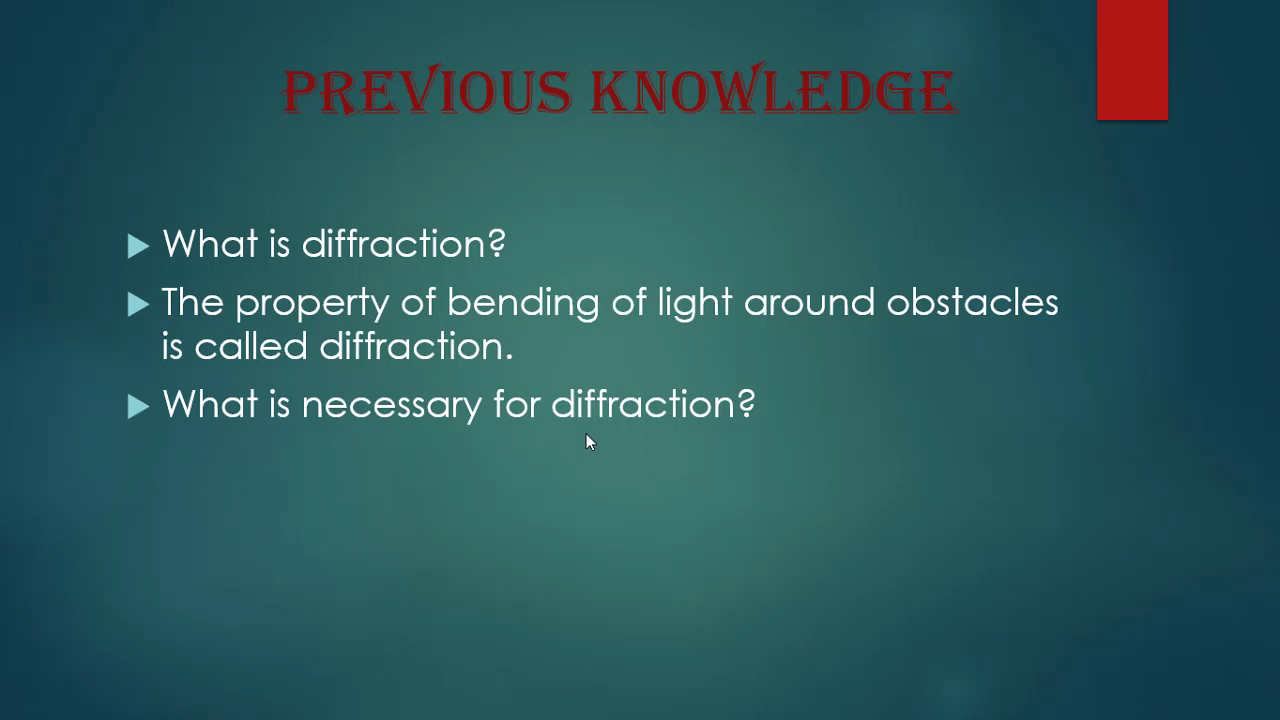 PREVIOUS KNOWLEDGE
What is diffraction?
The property of bending of light around obstacles
is called diffraction.
What is necessary for diffraction?